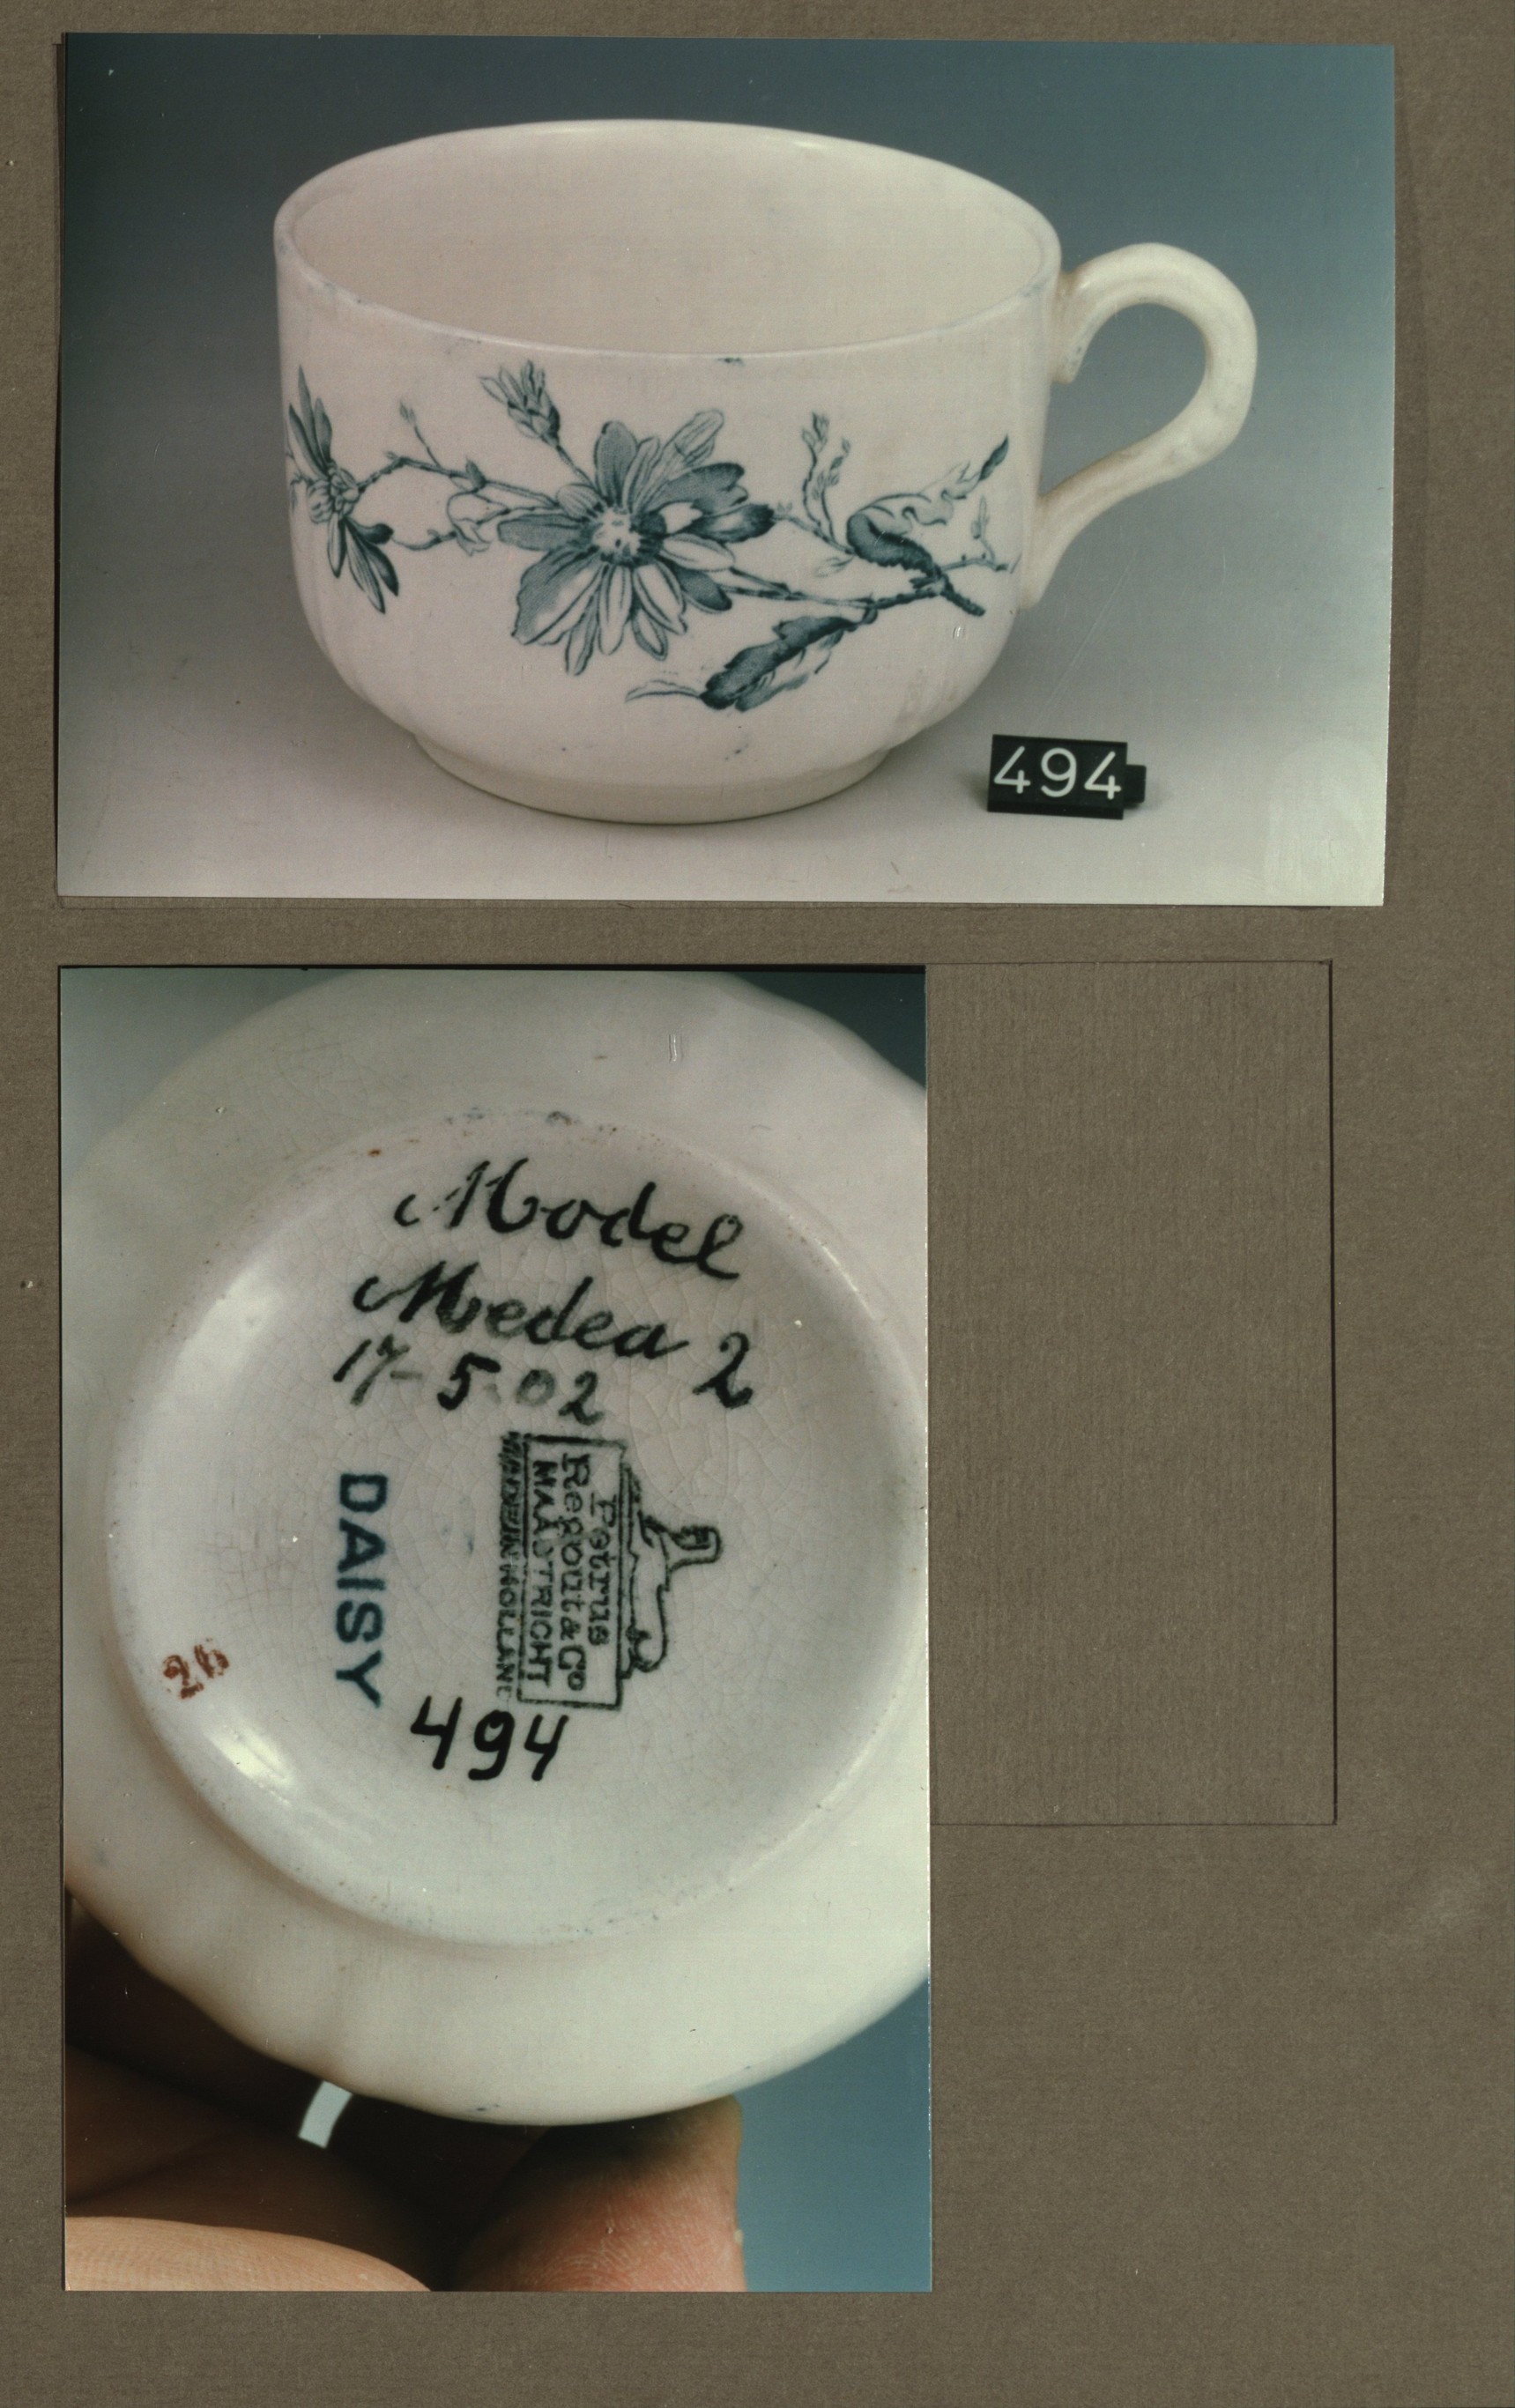 494
Model
Medea 2
17-5.02
Petrus
Regout & Co
MAASTRICHT
MADE IN HOLLAND
DAISY
26
494